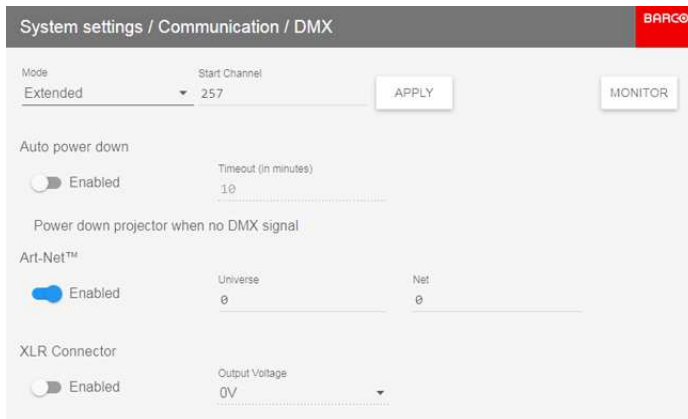 System settings / Communication / DMX
BARCO
Mode
Start Channel
Extended
257
APPLY
MONITOR
Auto power down
Timeout (in minutes)
Enabled
10
Power down projector when no DMX signal
Art-Net™
Universe
Net
Enabled
0
0
XLR Connector
Output Voltage
Enabled
0V